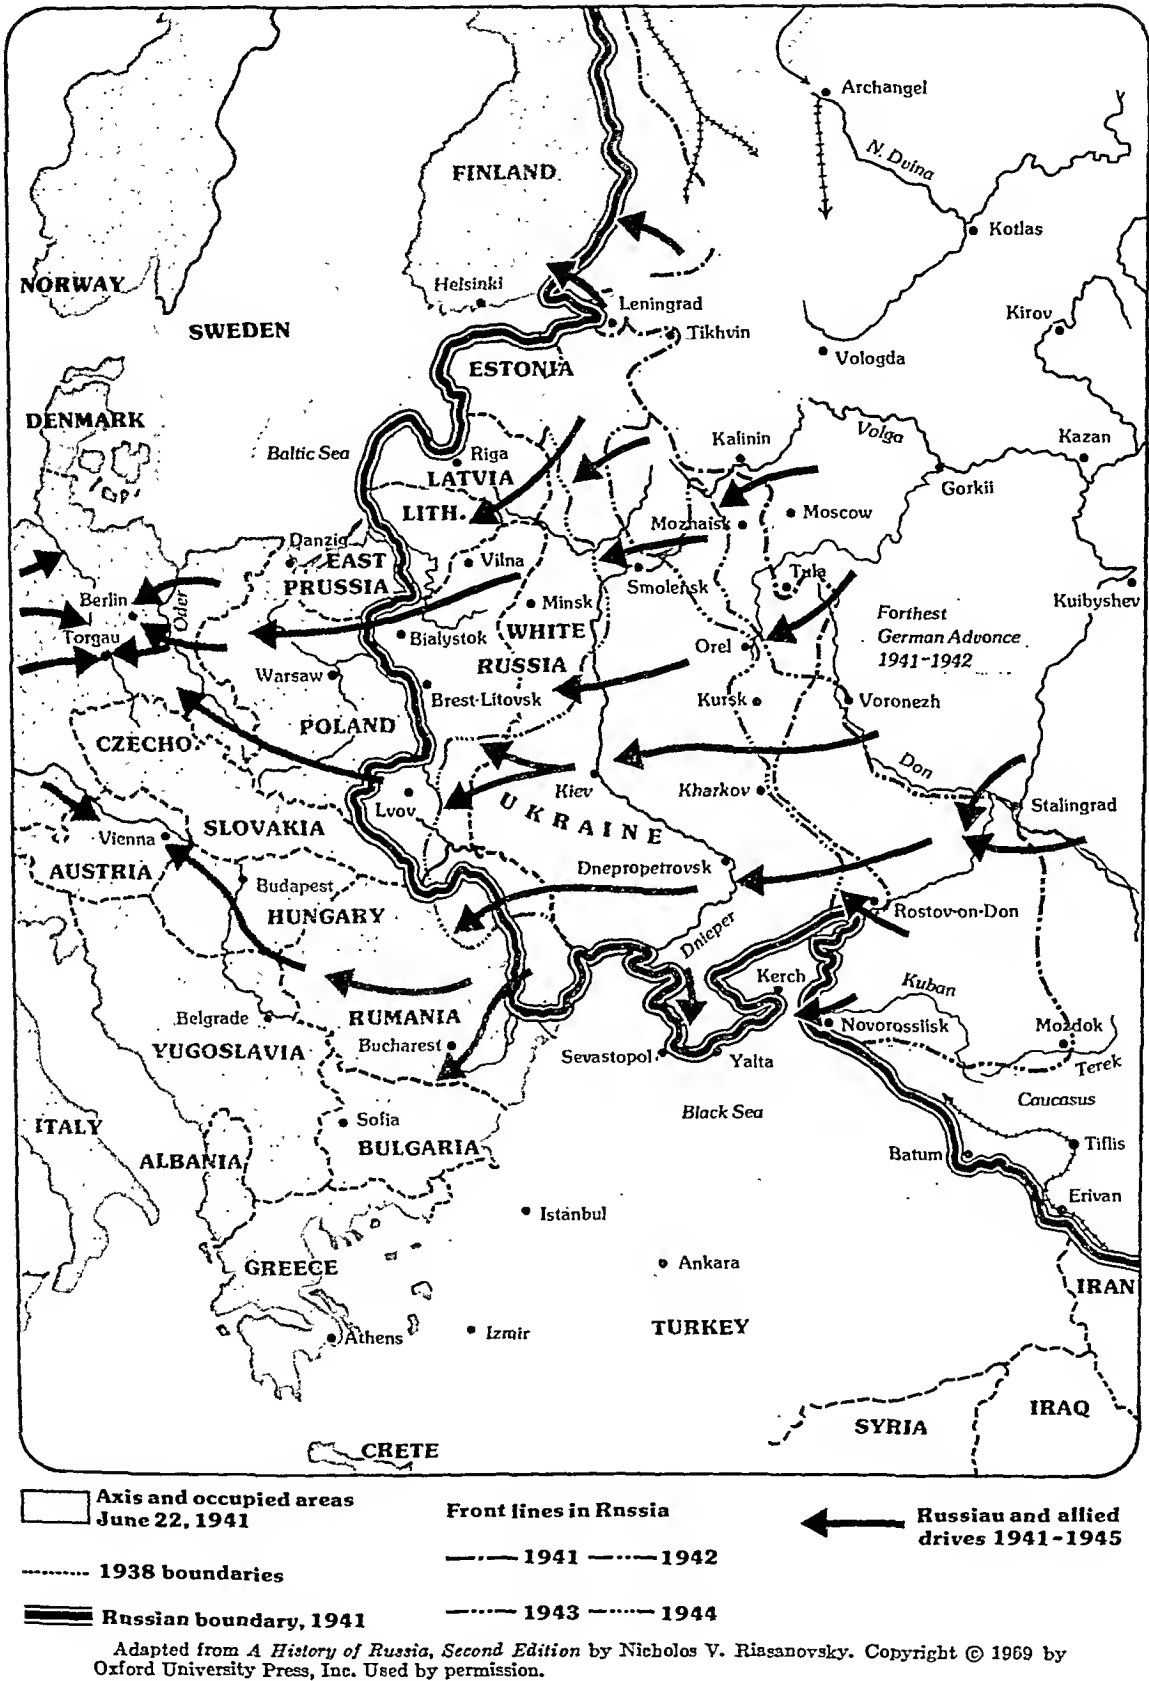 Archangel
N. Dvina
FINLAND
Kotlas
NORWAY
Helsinki
Leningrad
Kirov
SWEDEN
Tikhvin
Vologda
ESTONIA
DENMARK
Baltic Sea
Riga
Kalinin
Volga
Kazan
LATVIA
Gorkii
LITH.
Mozhaisk
Moscow
Danzig
EAST
PRUSSIA
Vilna
Smolensk
Tula
Berlin
Oder
Minsk
Kuibyshev
Torgau
Bialystok
WHITE
RUSSIA
Orel
Forthest
German Advonce
1941-1942
Warsaw
Brest-Litovsk
Kursk
Voronezh
POLAND
CZECHO.
Don
Lvov
Kiev
Kharkov
Stalingrad
UKRAINE
SLOVAKIA
Vienna
AUSTRIA
Dnepropetrovsk
Budapest
HUNGARY
Rostov-on-Don
Dnieper
Kerch
Kuban
Belgrade
RUMANIA
Novorossiisk
Mozdok
YUGOSLAVIA
Bucharest
Sevastopol
Yalta
Terek
Black Sea
Caucasus
ITALY
Sofia
BULGARIA
ALBANIA
Batum
Tiflis
Erivan
Istanbul
GREECE
Ankara
IRAN
Athens
Izmir
TURKEY
SYRIA
IRAQ
CRETE
Axis and occupied areas
June 22, 1941
1938 boundaries
Russian boundary, 1941
Front lines in Rnssia
1941 1942
1943 1944
Russiau and allied
drives 1941-1945
Adapted from A History of Russia, Second Edition by Nicholos V. Riasanovsky. Copyright © 1969 by
Oxford University Press, Inc. Used by permission.